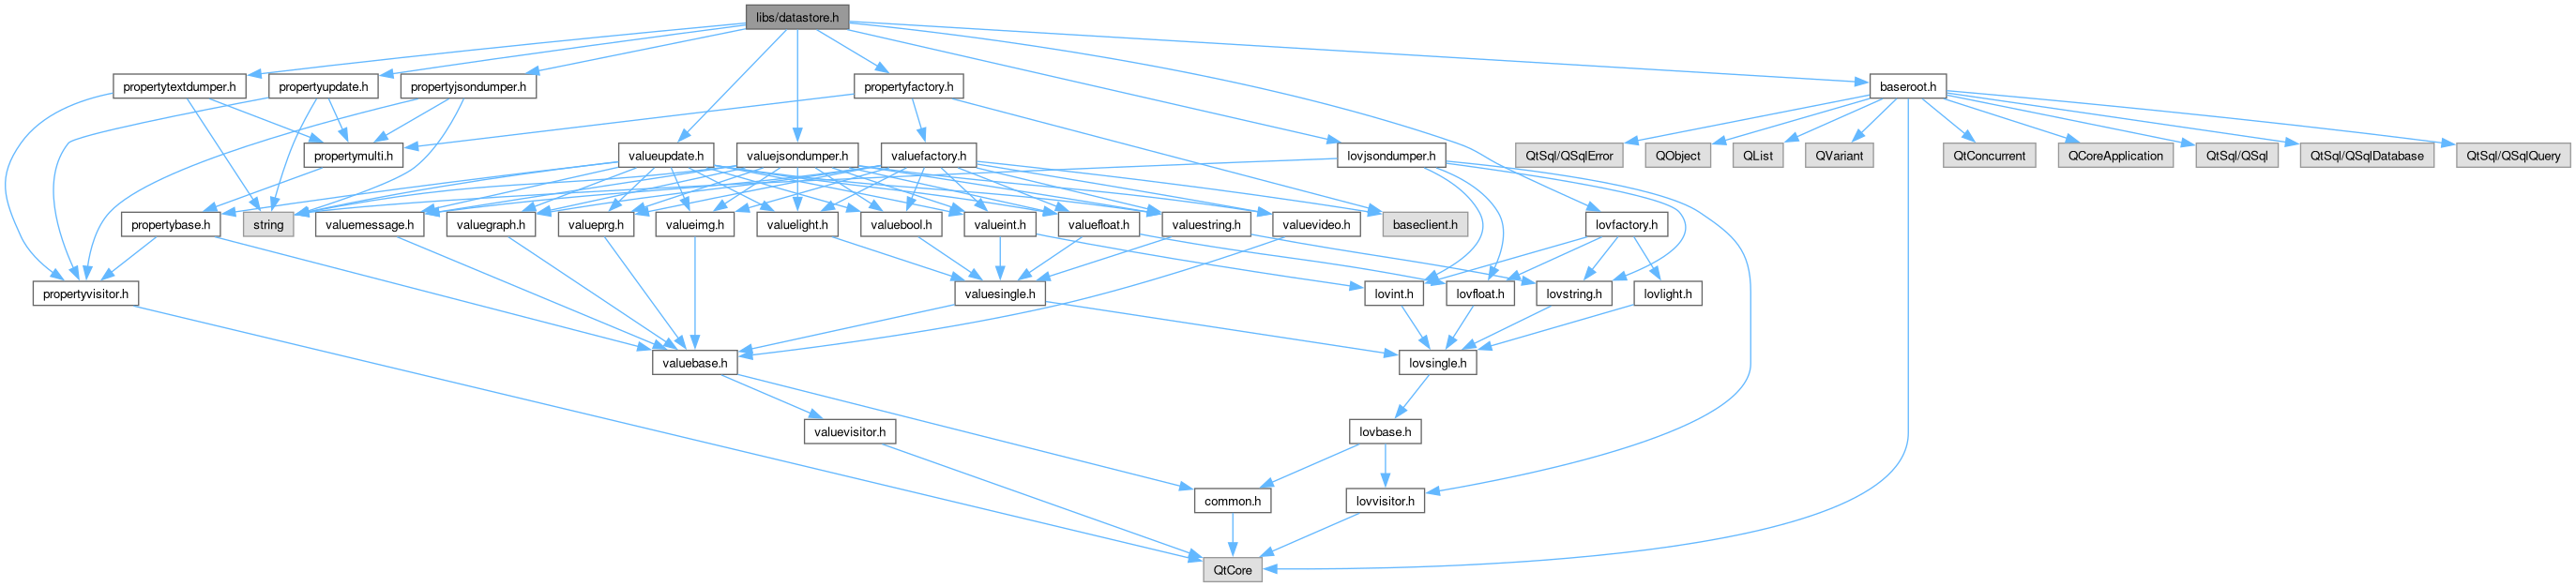 libs/datastore.h
propertytextdumper.h
propertyupdate.h
propertyjsondumper.h
propertyfactory.h
baseroot.h
propertymulti.h
valueupdate.h
valuejsondumper.h
valuefactory.h
lovjsondumper.h
QtSql/QSqlError
QObject
QList
QVariant
QtConcurrent
QCoreApplication
QtSql/QSql
QtSql/QSqlDatabase
QtSql/QSqlQuery
propertybase.h
string
valuemessage.h
valuegraph.h
valueprg.h
valueimg.h
valuelight.h
valuebool.h
valueint.h
valuefloat.h
valuestring.h
valuevideo.h
baseclient.h
lovfactory.h
propertyvisitor.h
valuesingle.h
lovint.h
lovfloat.h
lovstring.h
lovlight.h
valuebase.h
lovsingle.h
valuevisitor.h
lovbase.h
common.h
lovvisitor.h
QtCore